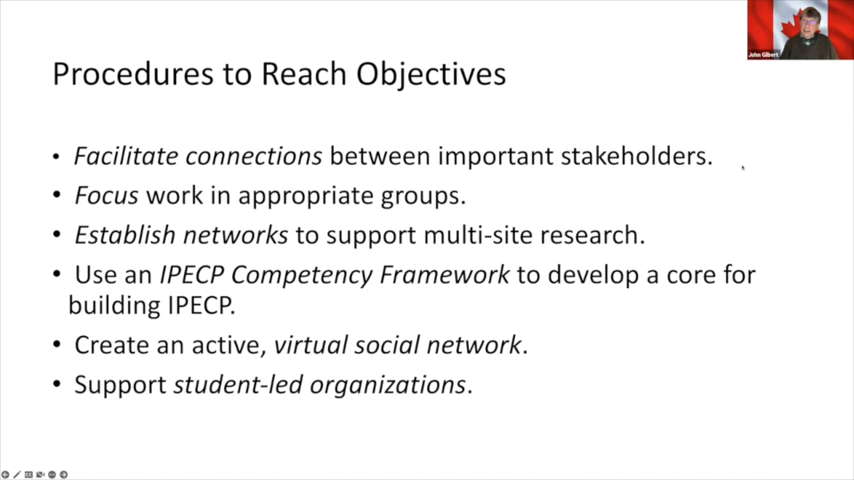 John Gilbert
Procedures to Reach Objectives
• Facilitate connections between important stakeholders.
• Focus work in appropriate groups.
• Establish networks to support multi-site research.
• Use an IPECP Competency Framework to develop a core for
building IPECP.
• Create an active, virtual social network.
• Support student-led organizations.